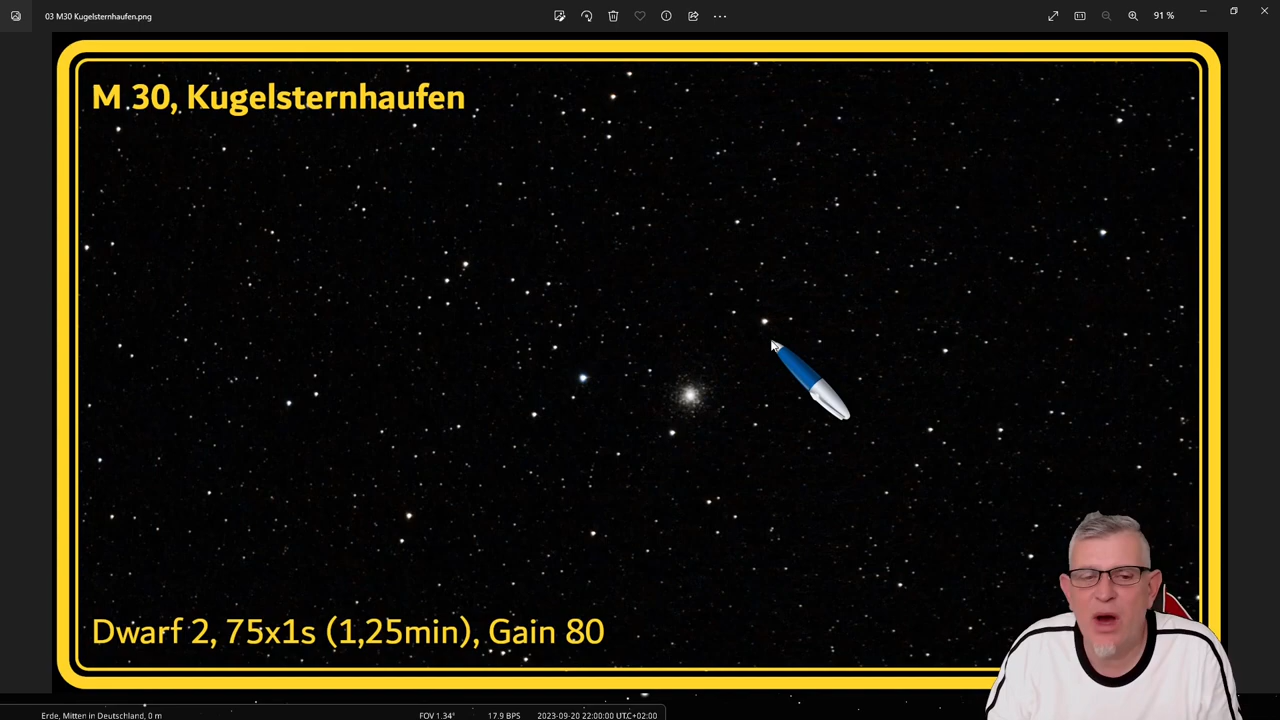 03 M30 Kugelsternhaufen.png
91 %
M 30, Kugelsternhaufen
Dwarf 2, 75x1s (1,25min), Gain 80
Erde, Mitten in Deutschland, 0 m
FOV 1.34°
17.9 BPS
2023-09-20 22:00:00 UTC+02:00